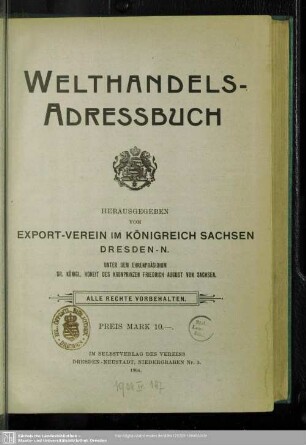 WELTHANDELS-
ADRESSBUCH
HERAUSGEGEBEN
VOM
EXPORT-VEREIN IM KÖNIGREICH SACHSEN
DRESDEN-N.
UNTER DEM EHRENPRÄSIDIUM
SR. KÖNIGL. HOHEIT DES KRONPRINZEN FRIEDRICH AUGUST VON SACHSEN.
ALLE RECHTE VORBEHALTEN.
PREIS MARK 10.—.
IM SELBSTVERLAG DES VEREINS
DRESDEN-NEUSTADT, NIEDERGRABEN Nr. 5.